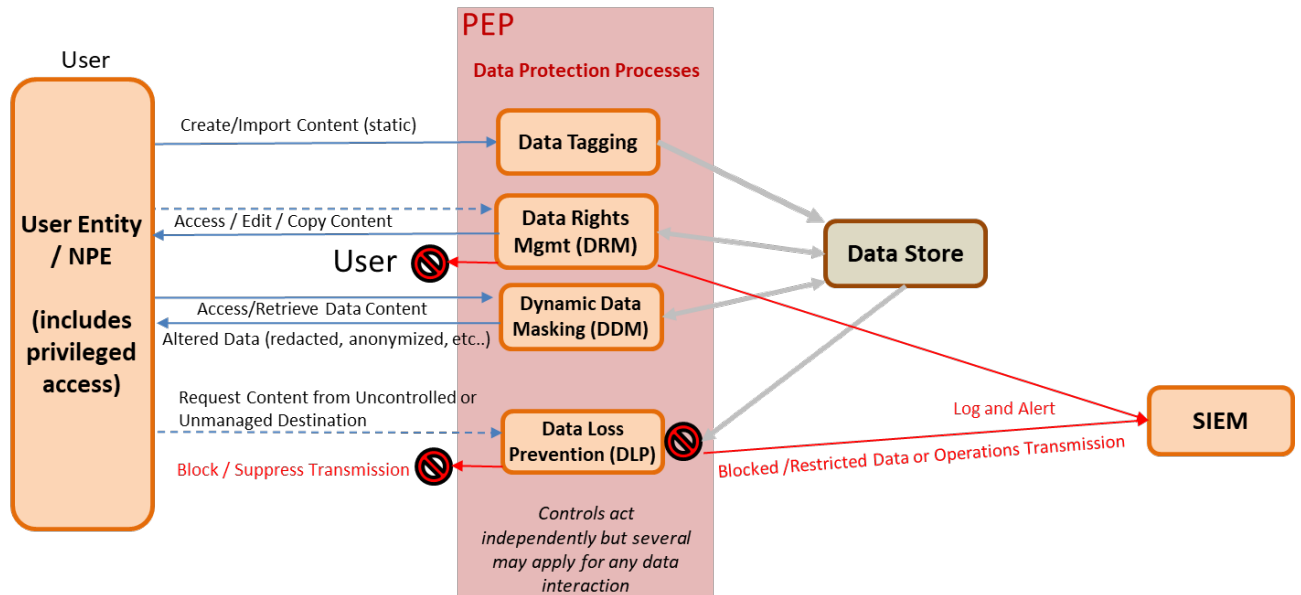 PEP
User
Data Protection Processes
User Entity
/ NPE
(includes
privileged
access)
Create/Import Content (static)
Data Tagging
Access / Edit / Copy Content
Data Rights
Mgmt (DRM)
User
Data Store
Access/Retrieve Data Content
Altered Data (redacted, anonymized, etc..)
Dynamic Data
Masking (DDM)
Request Content from Uncontrolled or
Unmanaged Destination
Data Loss
Prevention (DLP)
Block / Suppress Transmission
Log and Alert
Blocked /Restricted Data or Operations Transmission
SIEM
Controls act
independently but several
may apply for any data
interaction